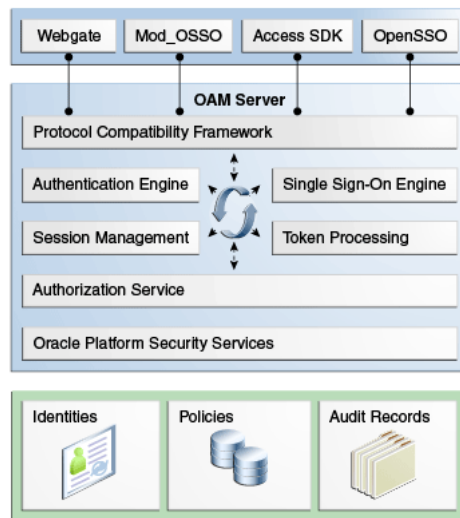 Webgate
Mod_OSSO
Access SDK
OpenSSO
OAM Server
Protocol Compatibility Framework
Authentication Engine
Single Sign-On Engine
Session Management
Token Processing
Authorization Service
Oracle Platform Security Services
Identities
Policies
Audit Records